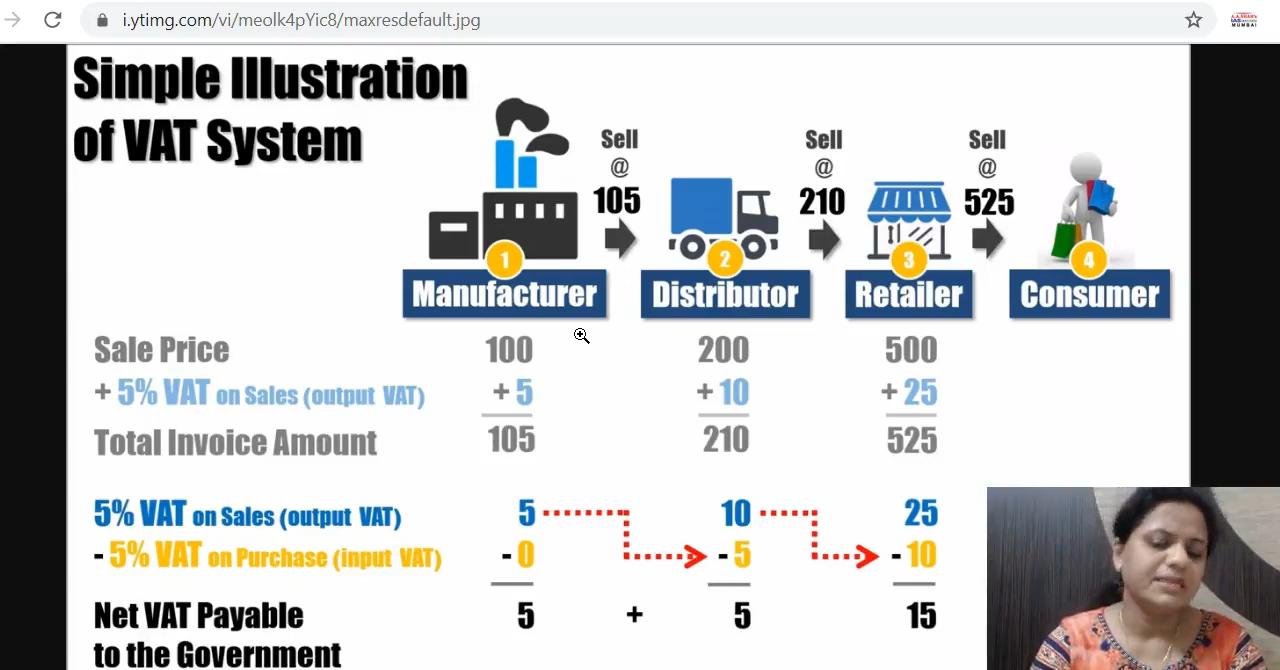 i.ytimg.com/vi/meolk4pYic8/maxresdefault.jpg
MUMBAI
Simple Illustration
of VAT System
Sell
@
105
Sell
@
210
Sell
@
525
1
2
3
4
Manufacturer
Distributor
Retailer
Consumer
Sale Price 100 200 500
+ 5% VAT on Sales (output VAT) + 5 + 10 + 25
Total Invoice Amount 105 210 525
5% VAT on Sales (output VAT) 5 10 25
- 5% VAT on Purchase (input VAT) - 0 - 5 - 10
Net VAT Payable 5 + 5 15
to the Government